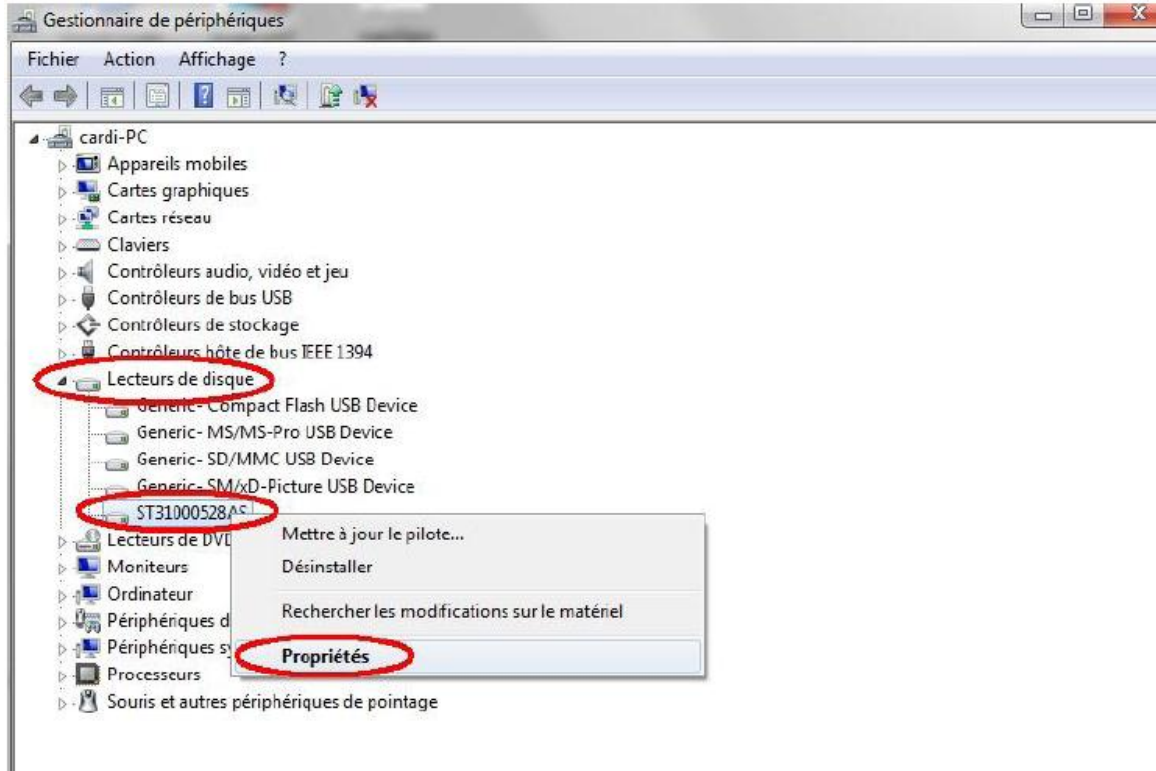 Gestionnaire de périphériques
Fichier Action Affichage ?
cardi-PC
Appareils mobiles
Cartes graphiques
Cartes réseau
Claviers
Contrôleurs audio, vidéo et jeu
Contrôleurs de bus USB
Contrôleurs de stockage
Contrôleurs hôte de bus IEEE 1394
Lecteurs de disque
Generic- Compact Flash USB Device
Generic- MS/MS-Pro USB Device
Generic- SD/MMC USB Device
Generic- SM/xD-Picture USB Device
ST31000528AS
Lecteurs de DVD
Moniteurs
Ordinateur
Périphériques d
Périphériques sy
Processeurs
Souris et autres périphériques de pointage
Mettre à jour le pilote...
Désinstaller
Rechercher les modifications sur le matériel
Propriétés